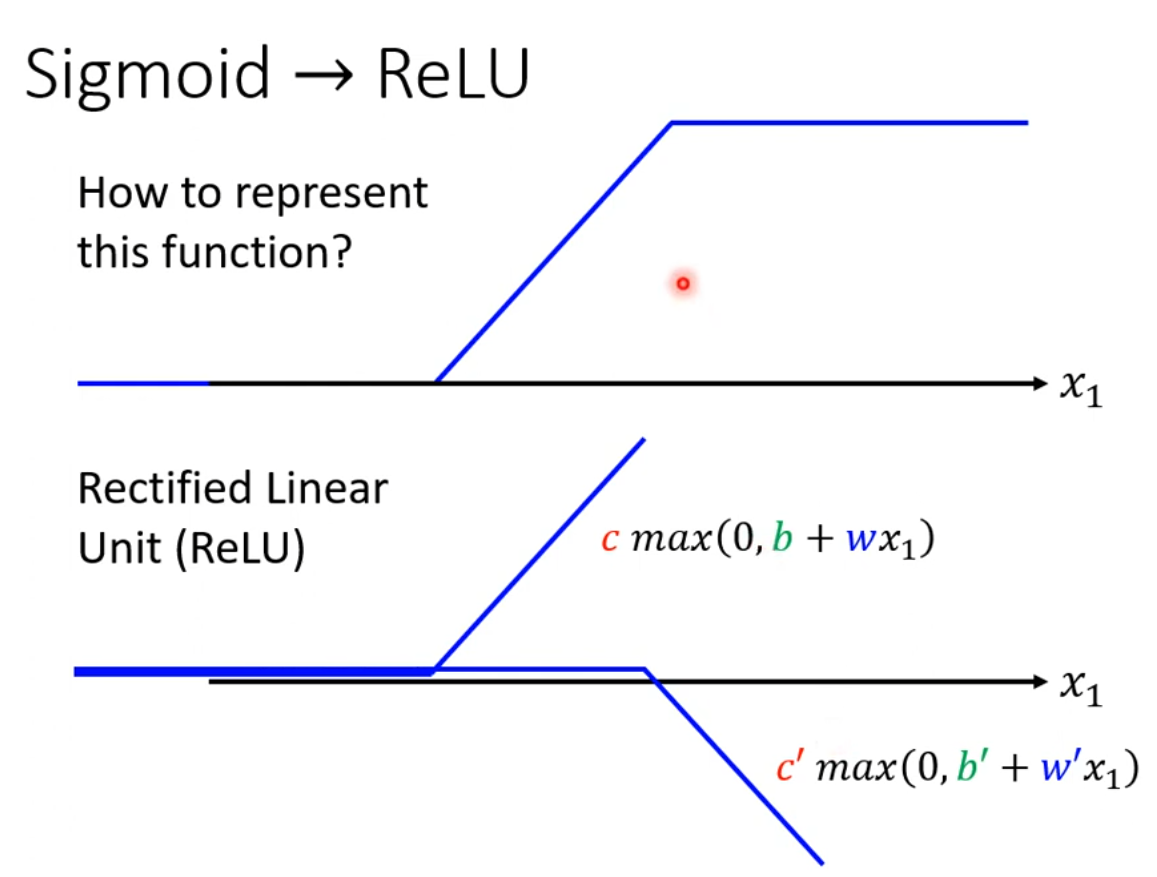 Sigmoid → ReLU
How to represent
this function?
x₁
Rectified Linear
Unit (ReLU)
c max(0, b + wx₁)
x₁
c′ max(0, b′ + w′x₁)